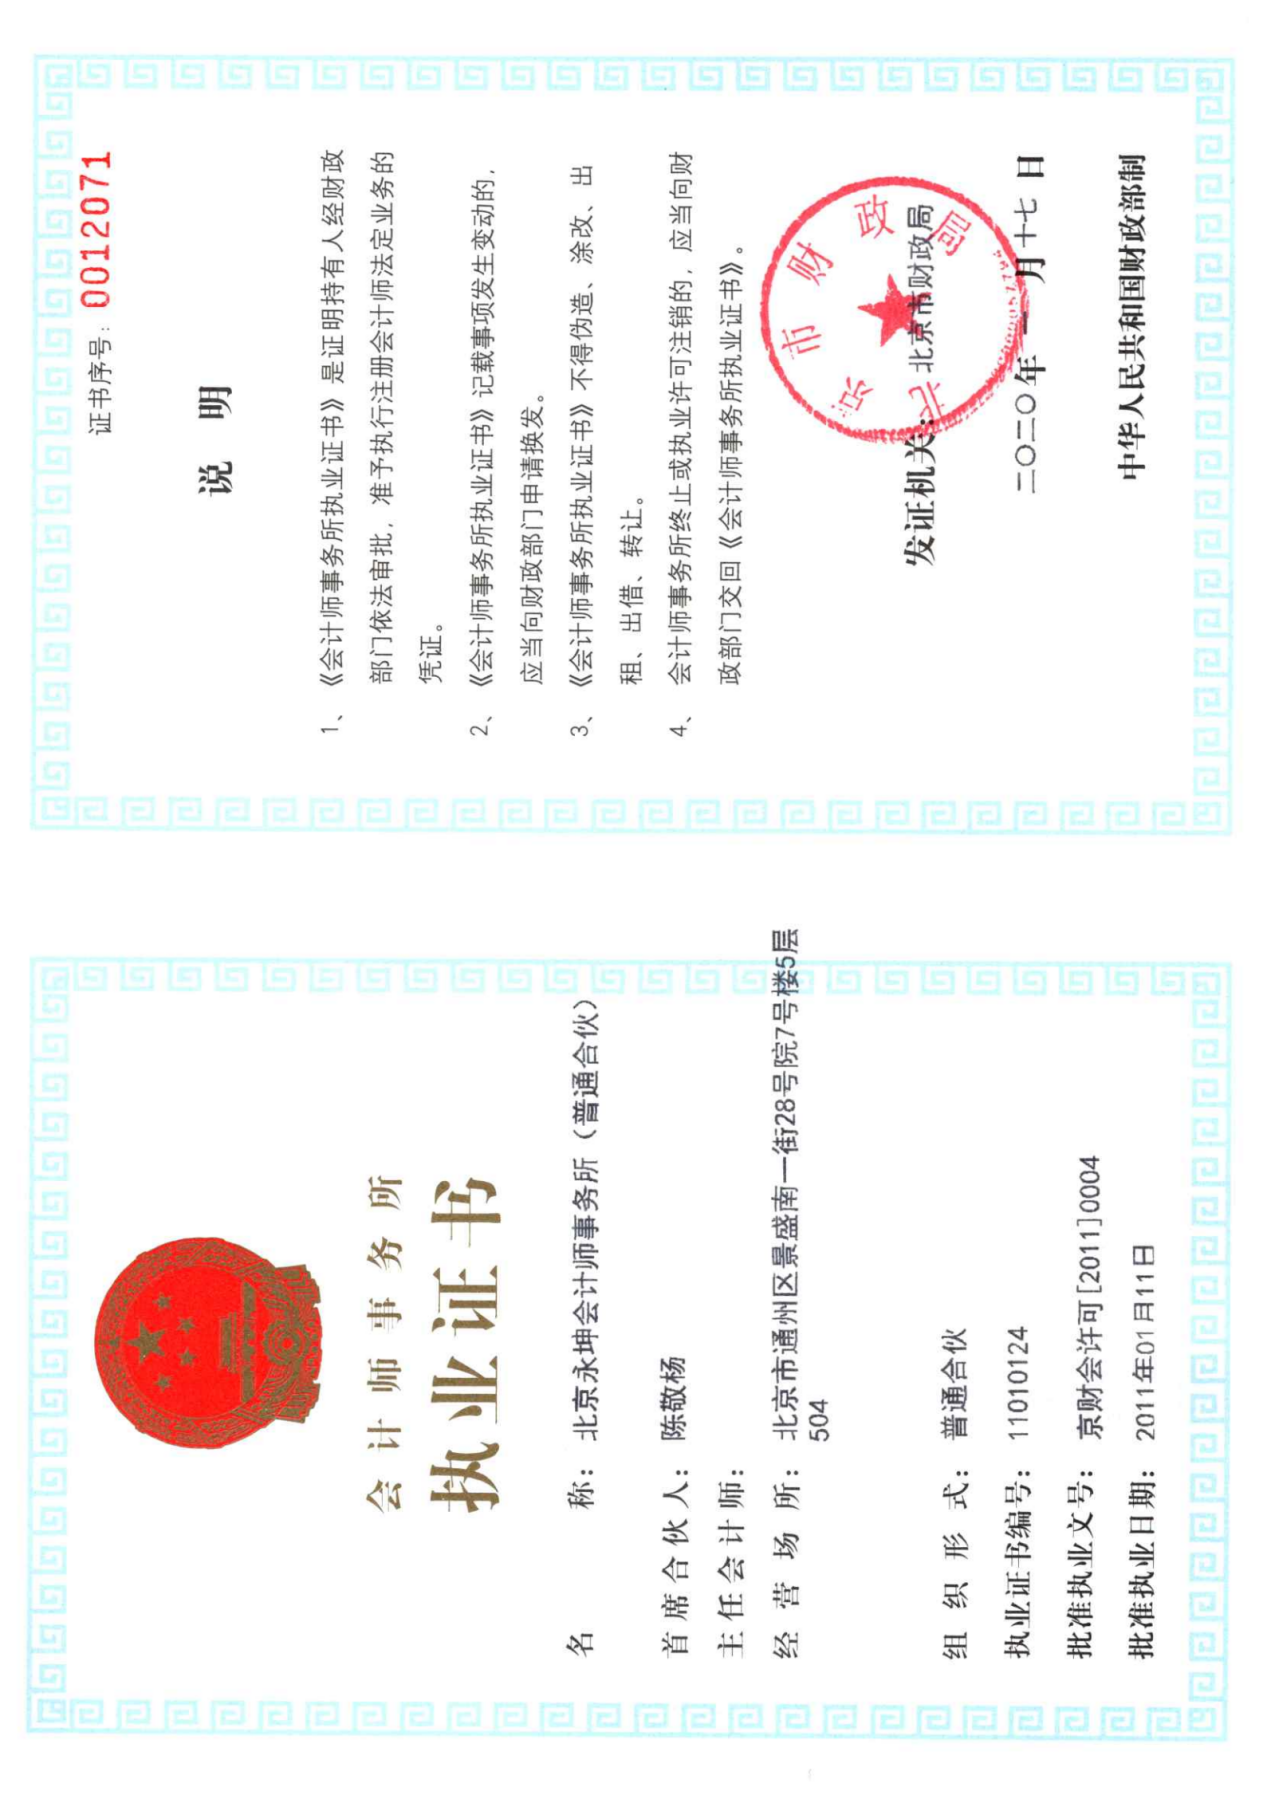 会计师事务所
执业证书
名称：北京永坤会计师事务所（普通合伙）
首席合伙人：陈敬杨
主任会计师：
经营场所：北京市通州区景盛南一街28号院7号楼5层
504
组织形式：普通合伙
执业证书编号：11010124
批准执业文号：京财会许可[2011]0004
批准执业日期：2011年01月11日
证书序号：0012071
说明
1、《会计师事务所执业证书》是证明持有人经财政
部门依法审批，准予执行注册会计师法定业务的
凭证。
2、《会计师事务所执业证书》记载事项发生变动的，
应当向财政部门申请换发。
3、《会计师事务所执业证书》不得伪造、涂改、出
租、出借、转让。
4、会计师事务所终止或执业许可注销的，应当向财
政部门交回《会计师事务所执业证书》。
发证机关：北京市财政局
北京市财政局
二〇二〇年一月十七日
中华人民共和国财政部制